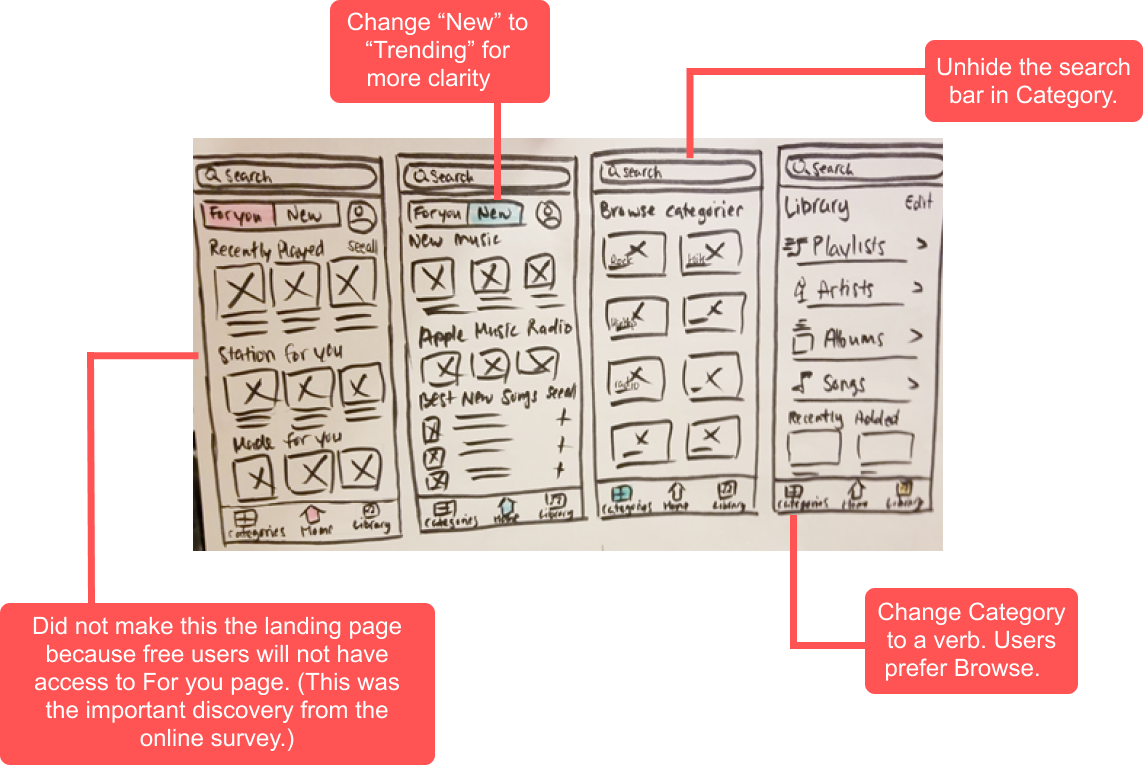 Change “New” to
“Trending” for
more clarity
Unhide the search
bar in Category.
Search
For you
New
Recently Played
See all
Station for you
Made for you
Categories
Home
Library
Search
For you
New
New music
Apple Music Radio
Best New Songs
See all
Categories
Home
Library
Search
Browse categories
Rock
Hits
radio
Categories
Home
Library
Search
Library
Edit
Playlists
Artists
Albums
Songs
Recently Added
Categories
Home
Library
Did not make this the landing page
because free users will not have
access to For you page. (This was
the important discovery from the
online survey.)
Change Category
to a verb. Users
prefer Browse.